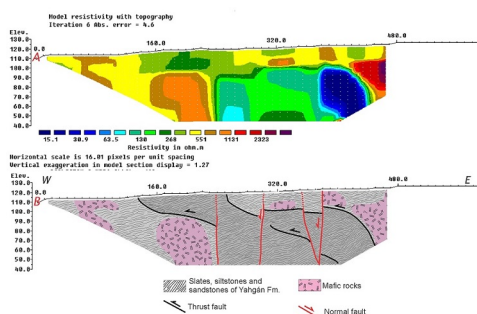 Model resistivity with topography
Iteration 6 Abs. error = 4.6
Elev.
0.0
160.0
320.0
480.0
A
130.0
120.0
110.0
100.0
90.0
80.0
70.0
60.0
50.0
40.0
15.1 30.9 63.5 130 268 551 1131 2323
Resistivity in ohm.m
Horizontal scale is 16.01 pixels per unit spacing
Vertical exaggeration in model section display = 1.27
W
E
Elev.
0.0
160.0
320.0
480.0
B
130.0
120.0
110.0
100.0
90.0
80.0
70.0
60.0
50.0
40.0
Slates, siltstones and
sandstones of Yahgán Fm.
Mafic rocks
Thrust fault
Normal fault